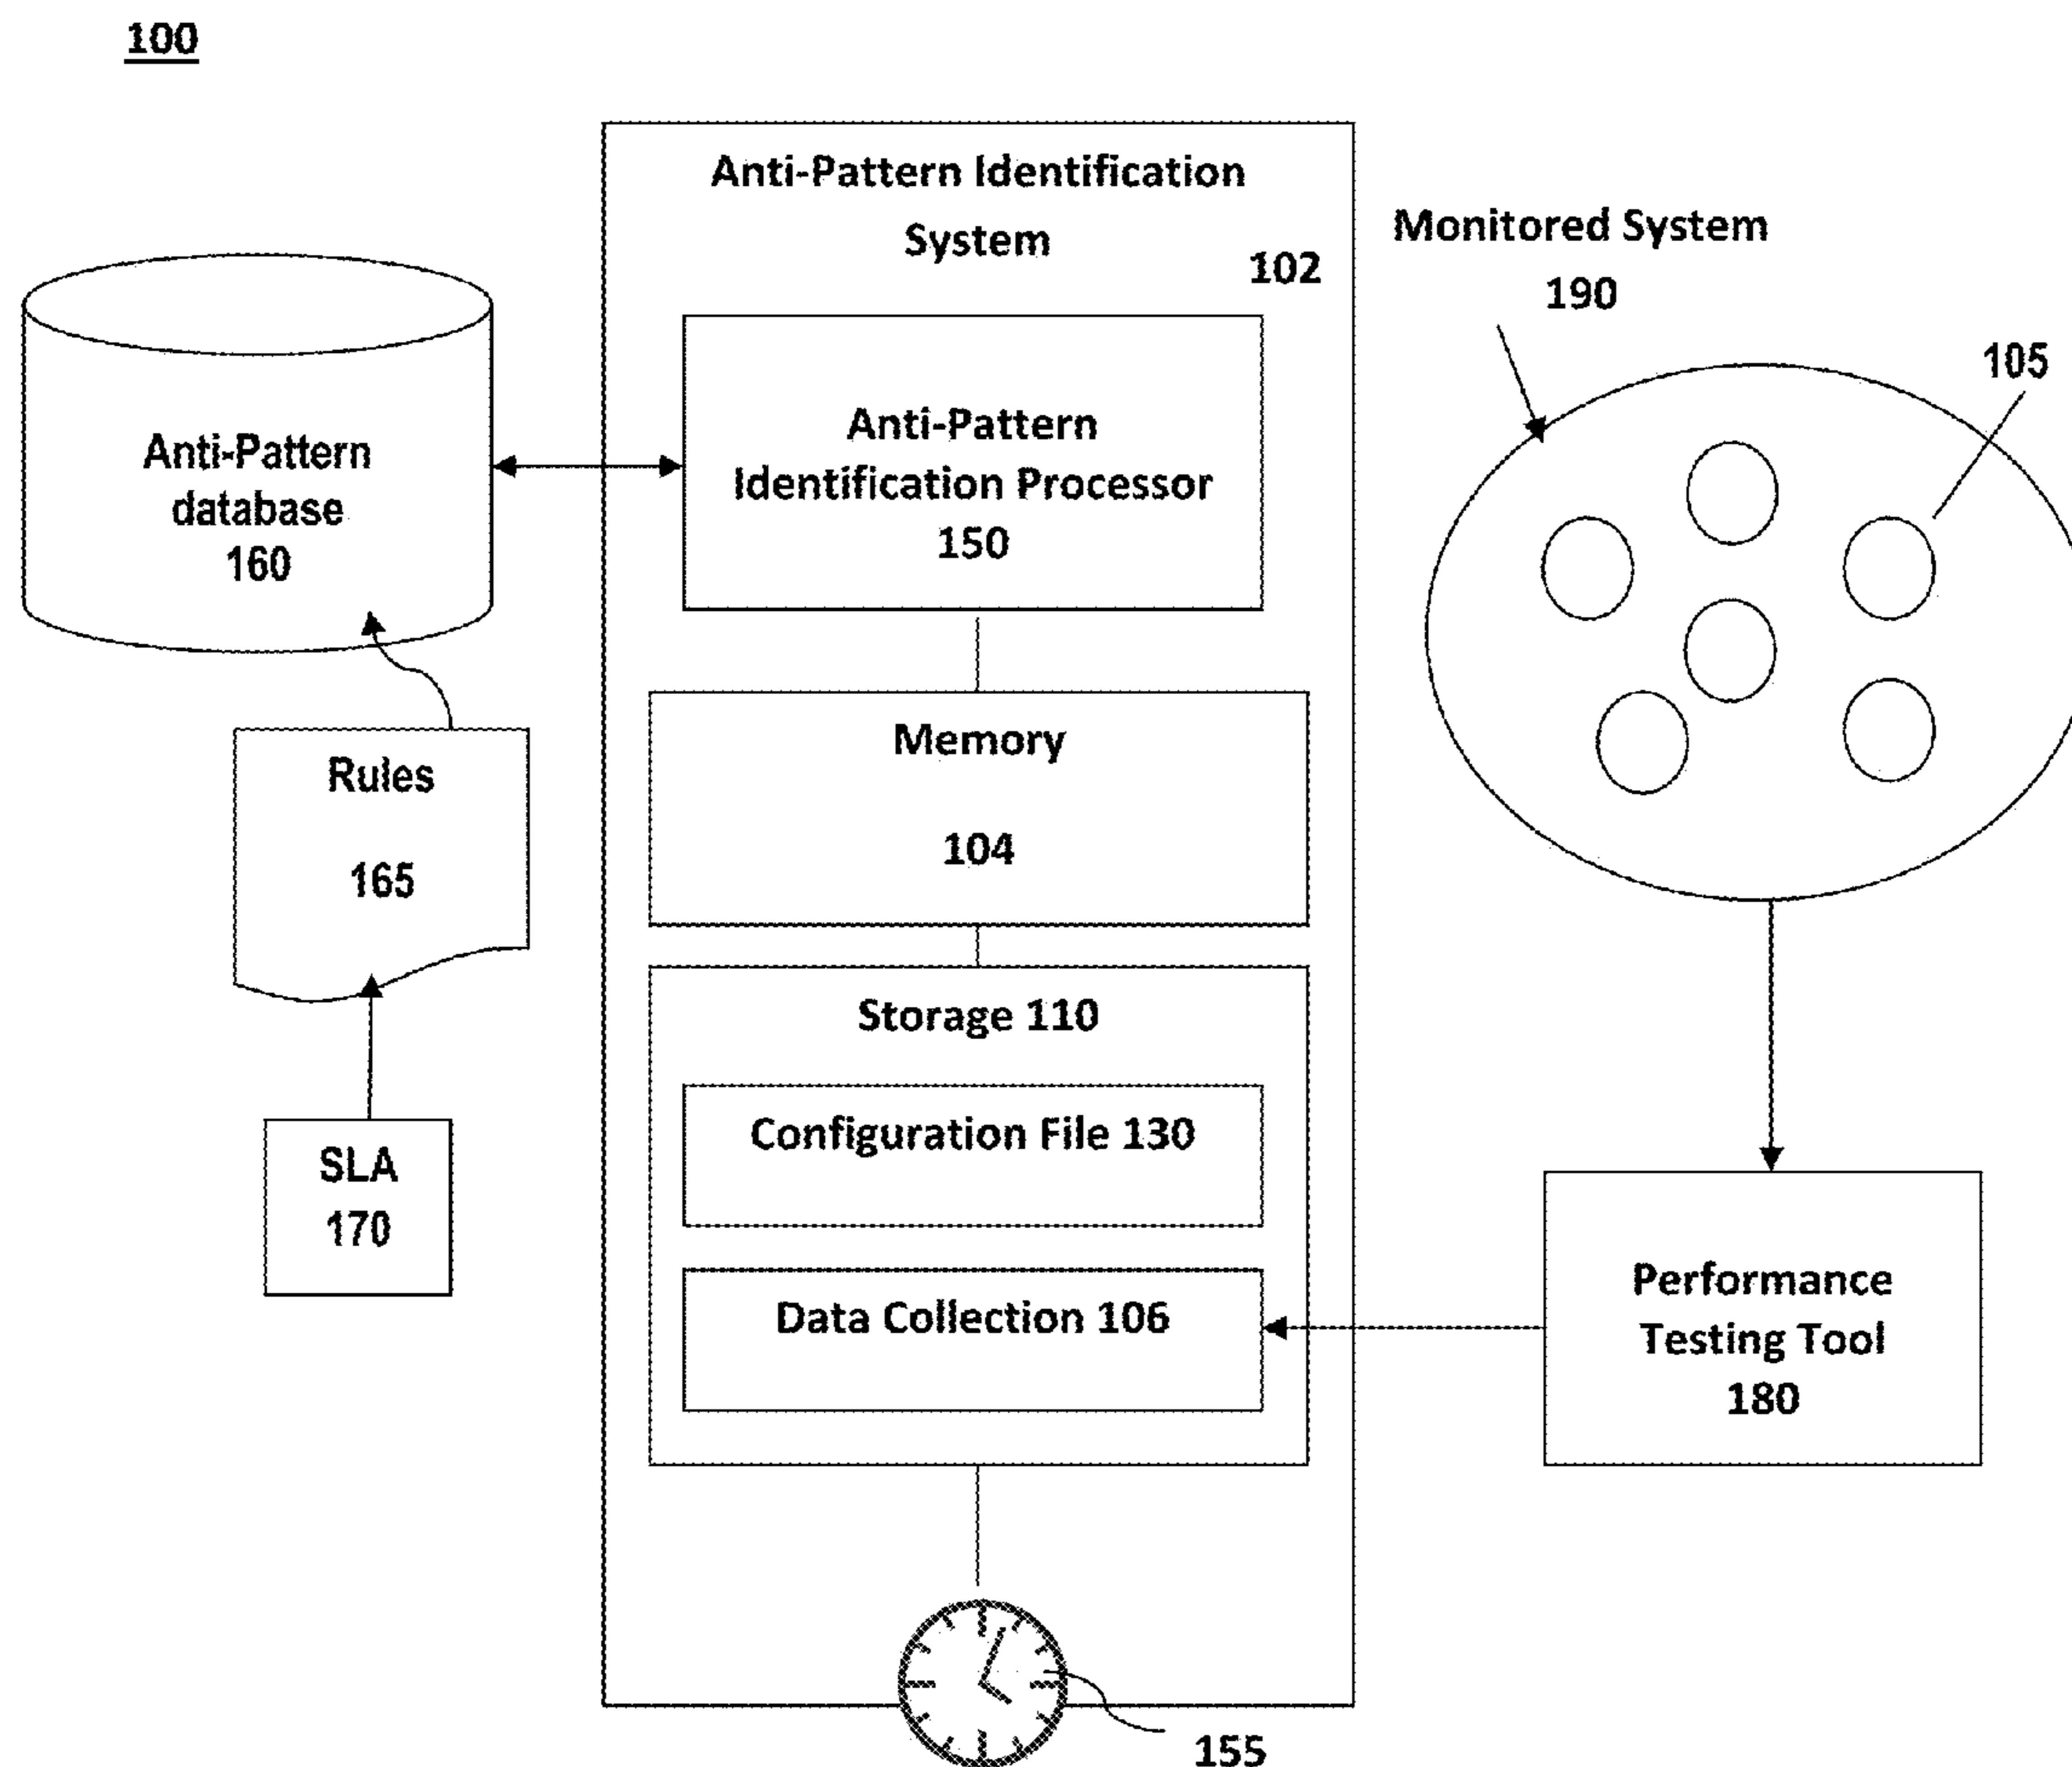 100
Anti-Pattern Identification
System
102
Monitored System
190
105
Anti-Pattern
database
160
Anti-Pattern
Identification Processor
150
Rules
165
Memory
104
SLA
170
Storage 110
Configuration File 130
Data Collection 106
Performance
Testing Tool
180
155